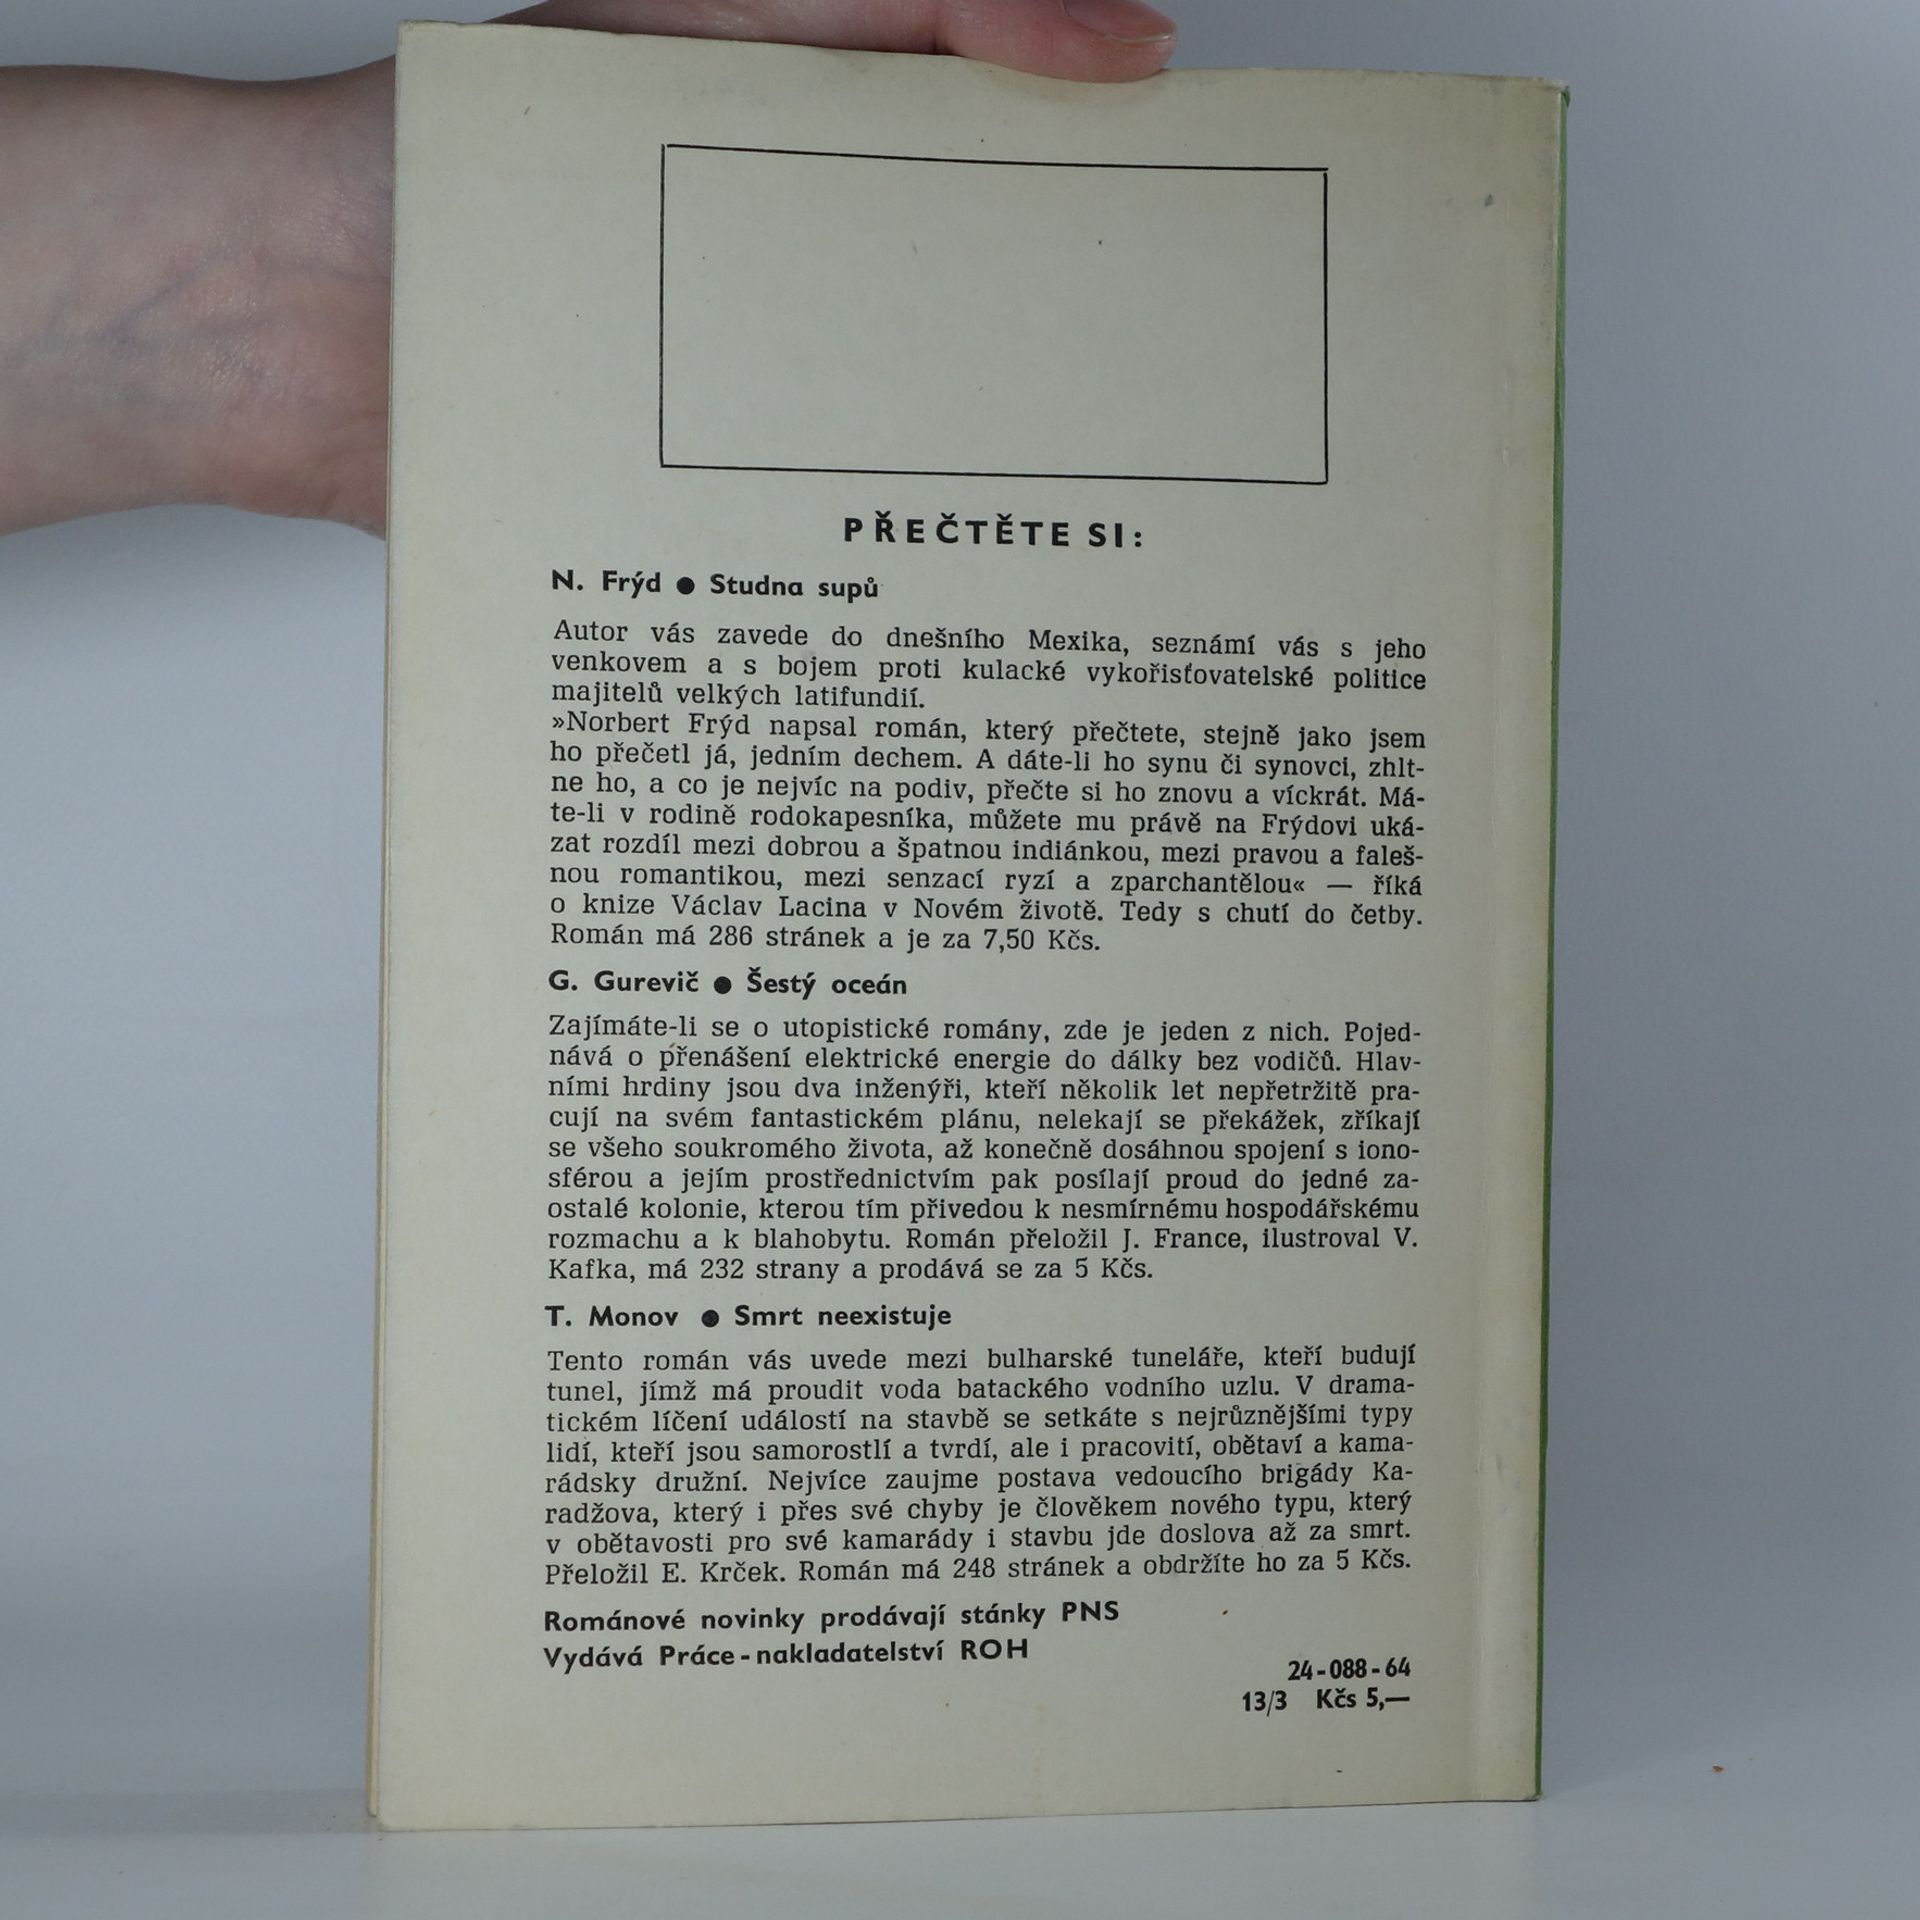 PŘEČTĚTE SI:
N. Frýd ● Studna supů
Autor vás zavede do dnešního Mexika, seznámí vás s jeho
venkovem a s bojem proti kulacké vykořisťovatelské politice
majitelů velkých latifundií.
»Norbert Frýd napsal román, který přečtete, stejně jako jsem
ho přečetl já, jedním dechem. A dáte-li ho synu či synovci, zhlt-
ne ho, a co je nejvíc na podiv, přečte si ho znovu a víckrát. Má-
te-li v rodině rodokapesníka, můžete mu právě na Frýdovi uká-
zat rozdíl mezi dobrou a špatnou indiánkou, mezi pravou a faleš-
nou romantikou, mezi senzací ryzí a zparchantělou« — říká
o knize Václav Lacina v Novém životě. Tedy s chutí do četby.
Román má 286 stránek a je za 7,50 Kčs.
G. Gurevič ● Šestý oceán
Zajímáte-li se o utopistické romány, zde je jeden z nich. Pojed-
nává o přenášení elektrické energie do dálky bez vodičů. Hlav-
ními hrdiny jsou dva inženýři, kteří několik let nepřetržitě pra-
cují na svém fantastickém plánu, nelekají se překážek, zříkají
se všeho soukromého života, až konečně dosáhnou spojení s iono-
sférou a jejím prostřednictvím pak posílají proud do jedné za-
ostalé kolonie, kterou tím přivedou k nesmírnému hospodářskému
rozmachu a k blahobytu. Román přeložil J. France, ilustroval V.
Kafka, má 232 strany a prodává se za 5 Kčs.
T. Monov ● Smrt neexistuje
Tento román vás uvede mezi bulharské tuneláře, kteří budují
tunel, jímž má proudit voda batackého vodního uzlu. V drama-
tickém líčení událostí na stavbě se setkáte s nejrůznějšími typy
lidí, kteří jsou samorostlí a tvrdí, ale i pracovití, obětaví a kama-
rádsky družní. Nejvíce zaujme postava vedoucího brigády Ka-
radžova, který i přes své chyby je člověkem nového typu, který
v obětavosti pro své kamarády i stavbu jde doslova až za smrt.
Přeložil E. Krček. Román má 248 stránek a obdržíte ho za 5 Kčs.
Románové novinky prodávají stánky PNS
Vydává Práce - nakladatelství ROH
24-088-64
13/3 Kčs 5,—